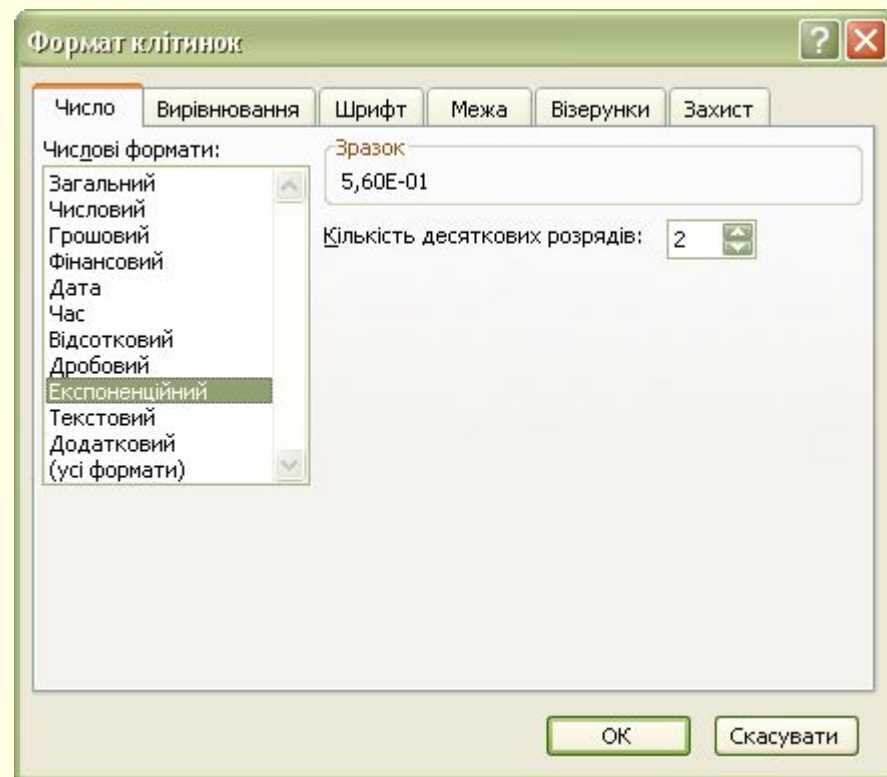 Формат клітинок
Число Вирівнювання Шрифт Межа Візерунки Захист
Числові формати:
Загальний
Числовий
Грошовий
Фінансовий
Дата
Час
Відсотковий
Дробовий
Експоненційний
Текстовий
Додатковий
(усі формати)
Зразок
5,60E-01
Кількість десяткових розрядів: 2
ОК Скасувати